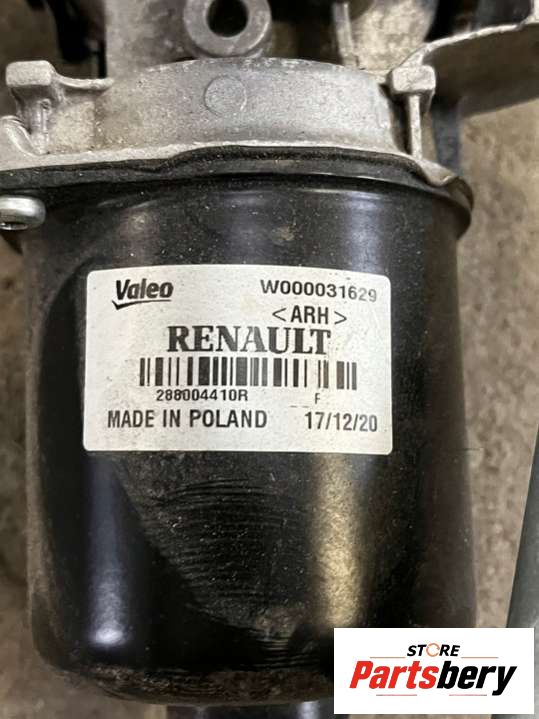 Valeo W000031629
<ARH>
RENAULT
288004410R F
MADE IN POLAND 17/12/20
STORE
Partsbery